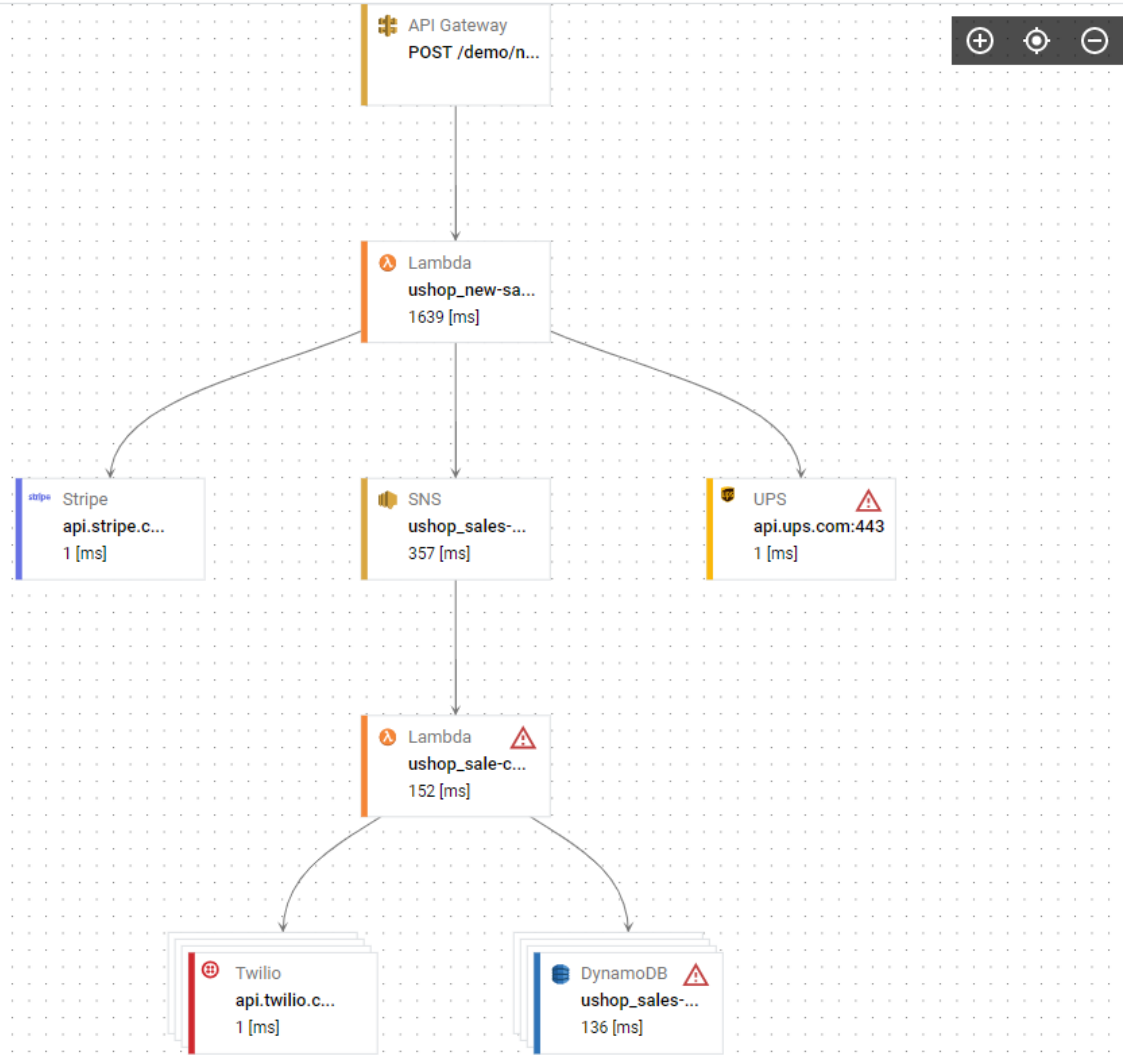 API Gateway
POST /demo/n...
Lambda
ushop_new-sa...
1639 [ms]
stripe Stripe
api.stripe.c...
1 [ms]
SNS
ushop_sales-...
357 [ms]
ups UPS
api.ups.com:443
1 [ms]
Lambda
ushop_sale-c...
152 [ms]
Twilio
api.twilio.c...
1 [ms]
DynamoDB
ushop_sales-...
136 [ms]